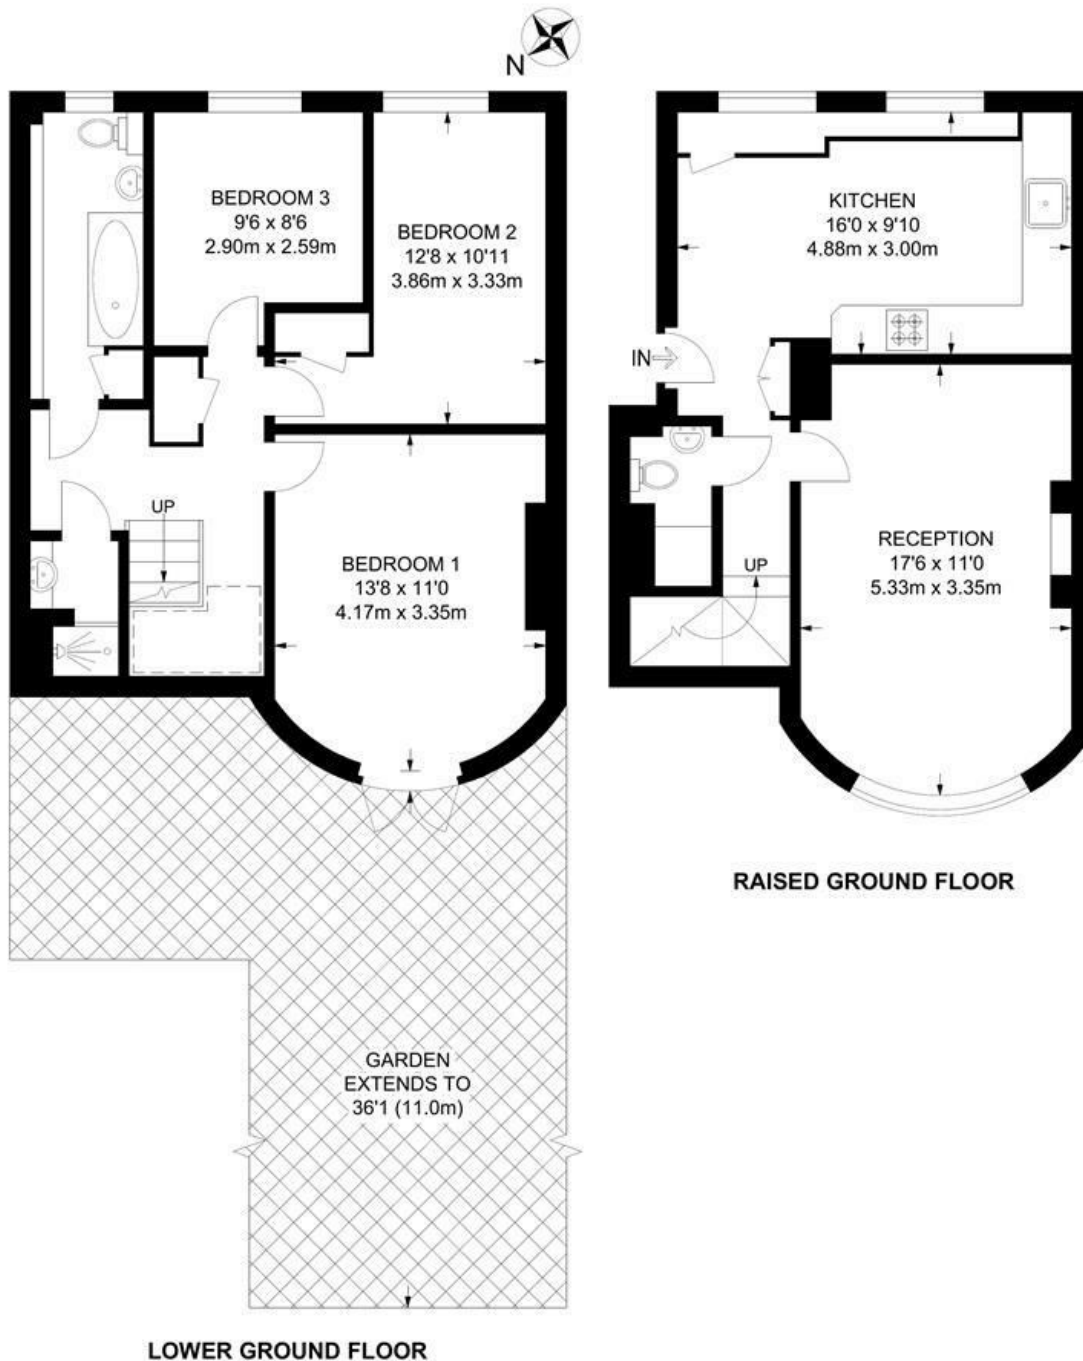 N
BEDROOM 3
9'6 x 8'6
2.90m x 2.59m
BEDROOM 2
12'8 x 10'11
3.86m x 3.33m
UP
BEDROOM 1
13'8 x 11'0
4.17m x 3.35m
GARDEN
EXTENDS TO
36'1 (11.0m)
LOWER GROUND FLOOR
KITCHEN
16'0 x 9'10
4.88m x 3.00m
IN
RECEPTION
17'6 x 11'0
5.33m x 3.35m
UP
RAISED GROUND FLOOR